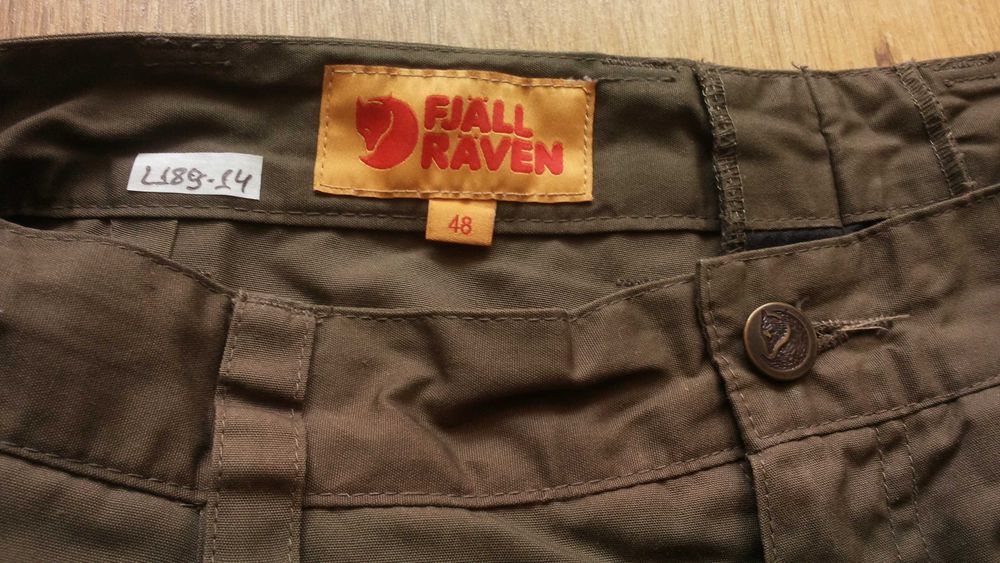 FJÄLL
RÄVEN
48
L189-14